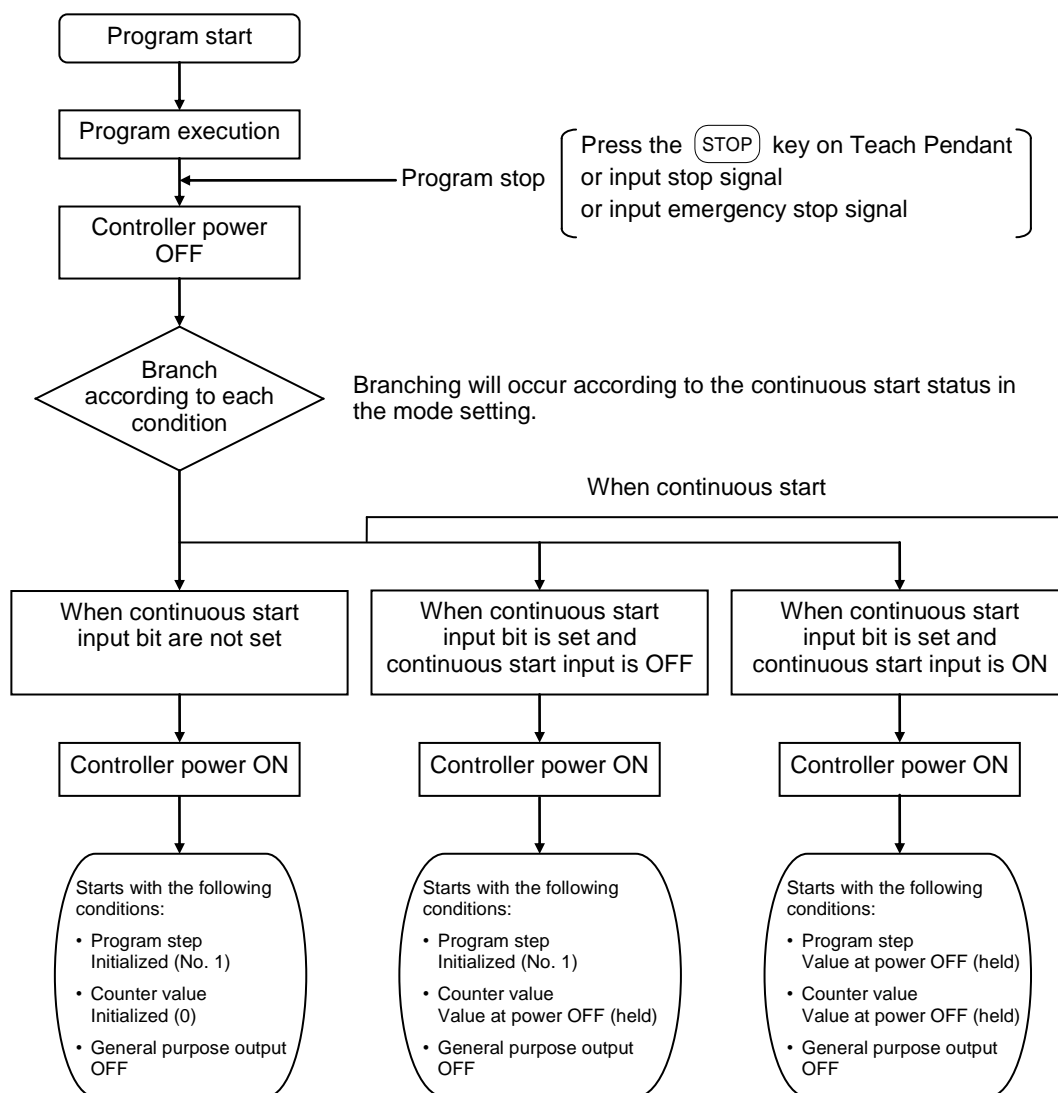 Program start
Program execution
Program stop
Press the STOP key on Teach Pendant
or input stop signal
or input emergency stop signal
Controller power
OFF
Branch
according to each
condition
Branching will occur according to the continuous start status in
the mode setting.
When continuous start
When continuous start
input bit are not set
When continuous start
input bit is set and
continuous start input is OFF
When continuous start
input bit is set and
continuous start input is ON
Controller power ON
Controller power ON
Controller power ON
Starts with the following
conditions:
• Program step
Initialized (No. 1)
• Counter value
Initialized (0)
• General purpose output
OFF
Starts with the following
conditions:
• Program step
Initialized (No. 1)
• Counter value
Value at power OFF (held)
• General purpose output
OFF
Starts with the following
conditions:
• Program step
Value at power OFF (held)
• Counter value
Value at power OFF (held)
• General purpose output
OFF